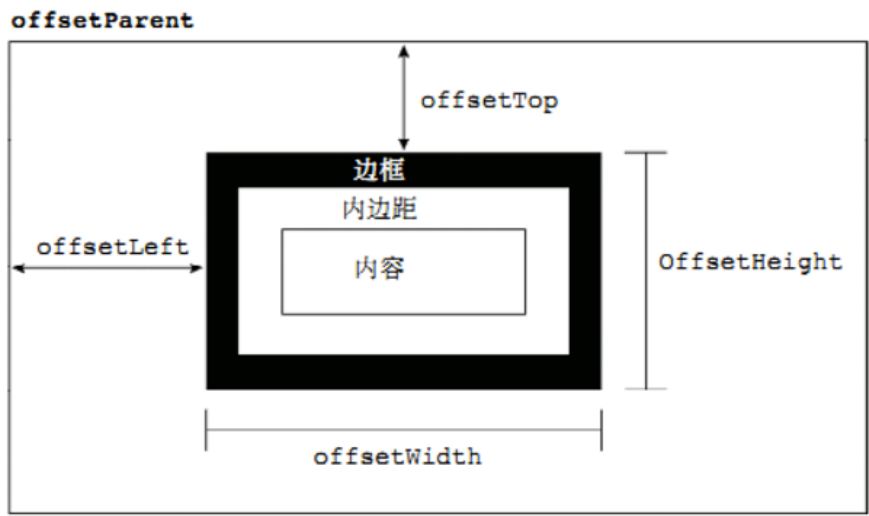 offsetParent
offsetTop
边框
内边距
offsetLeft
内容
OffsetHeight
offsetWidth